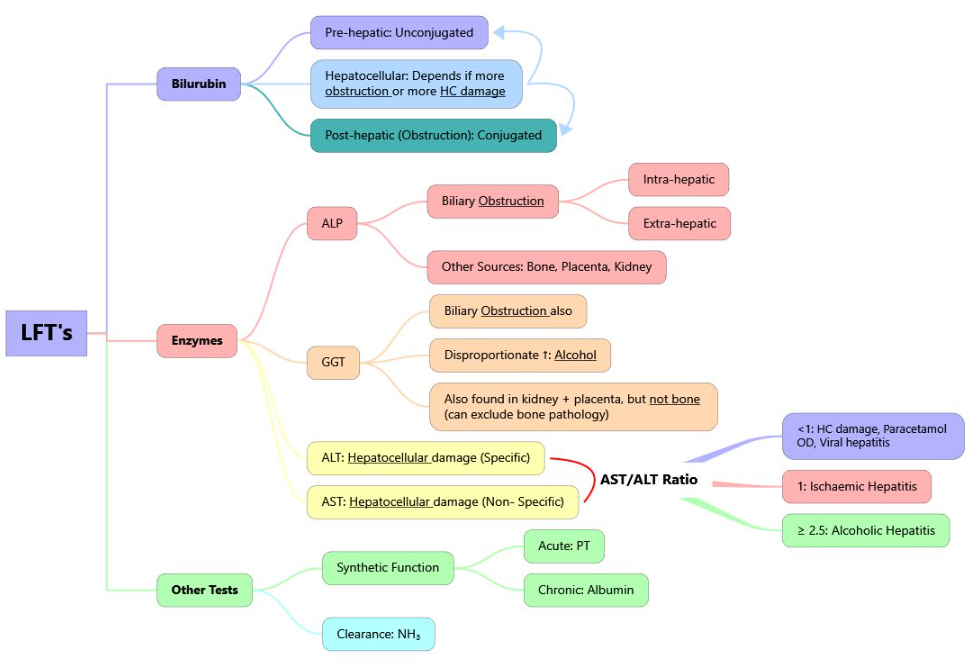 LFT's
Bilurubin
Pre-hepatic: Unconjugated
Hepatocellular: Depends if more
obstruction or more HC damage
Post-hepatic (Obstruction): Conjugated
Enzymes
ALP
Biliary Obstruction
Intra-hepatic
Extra-hepatic
Other Sources: Bone, Placenta, Kidney
GGT
Biliary Obstruction also
Disproportionate ↑: Alcohol
Also found in kidney + placenta, but not bone
(can exclude bone pathology)
ALT: Hepatocellular damage (Specific)
AST: Hepatocellular damage (Non- Specific)
AST/ALT Ratio
<1: HC damage, Paracetamol
OD, Viral hepatitis
1: Ischaemic Hepatitis
≥ 2.5: Alcoholic Hepatitis
Other Tests
Synthetic Function
Acute: PT
Chronic: Albumin
Clearance: NH₃